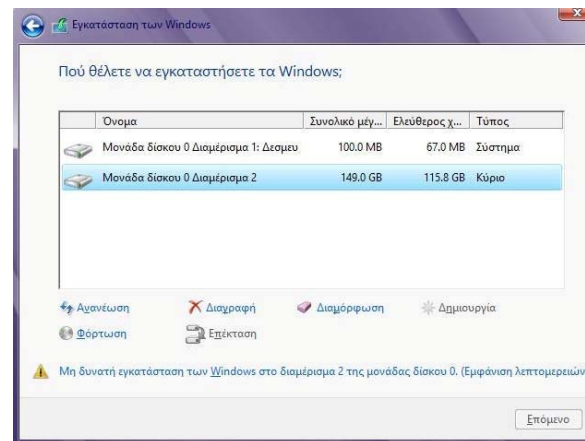 Εγκατάσταση των Windows
Πού θέλετε να εγκαταστήσετε τα Windows;
Όνομα Συνολικό μέγ... Ελεύθερος χ... Τύπος
Μονάδα δίσκου 0 Διαμέρισμα 1: Δεσμευ 100.0 MB 67.0 MB Σύστημα
Μονάδα δίσκου 0 Διαμέρισμα 2 149.0 GB 115.8 GB Κύριο
Ανανέωση Διαγραφή Διαμόρφωση Δημιουργία
Φόρτωση Επέκταση
Μη δυνατή εγκατάσταση των Windows στο διαμέρισμα 2 της μονάδας δίσκου 0. (Εμφάνιση λεπτομερειών
Επόμενο